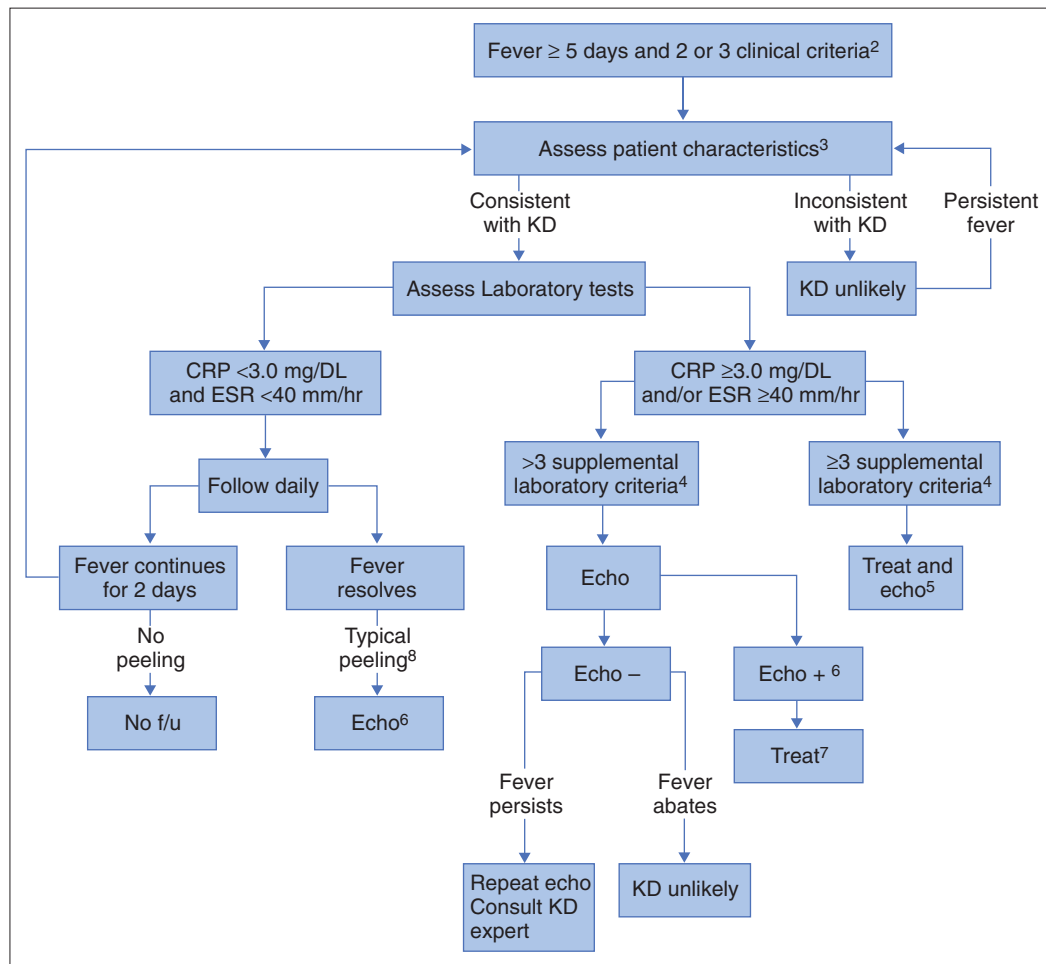 Fever ≥ 5 days and 2 or 3 clinical criteria²
Assess patient characteristics³
Consistent
with KD
Inconsistent
with KD
Persistent
fever
Assess Laboratory tests
KD unlikely
CRP <3.0 mg/DL
and ESR <40 mm/hr
CRP ≥3.0 mg/DL
and/or ESR ≥40 mm/hr
Follow daily
>3 supplemental
laboratory criteria⁴
≥3 supplemental
laboratory criteria⁴
Fever continues
for 2 days
Fever
resolves
Echo
Treat and
echo⁵
No
peeling
Typical
peeling⁸
Echo –
Echo + ⁶
No f/u
Echo⁶
Treat⁷
Fever
persists
Fever
abates
Repeat echo
Consult KD
expert
KD unlikely